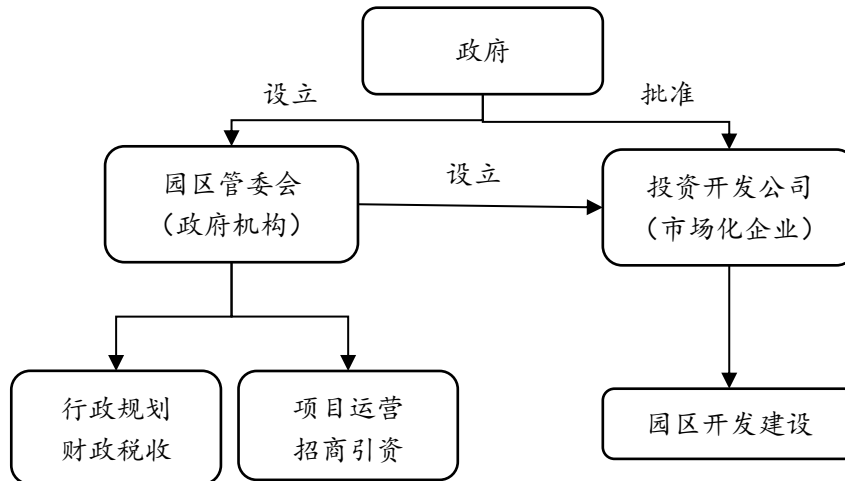 政府
设立
批准
园区管委会
（政府机构）
设立
投资开发公司
（市场化企业）
行政规划
财政税收
项目运营
招商引资
园区开发建设